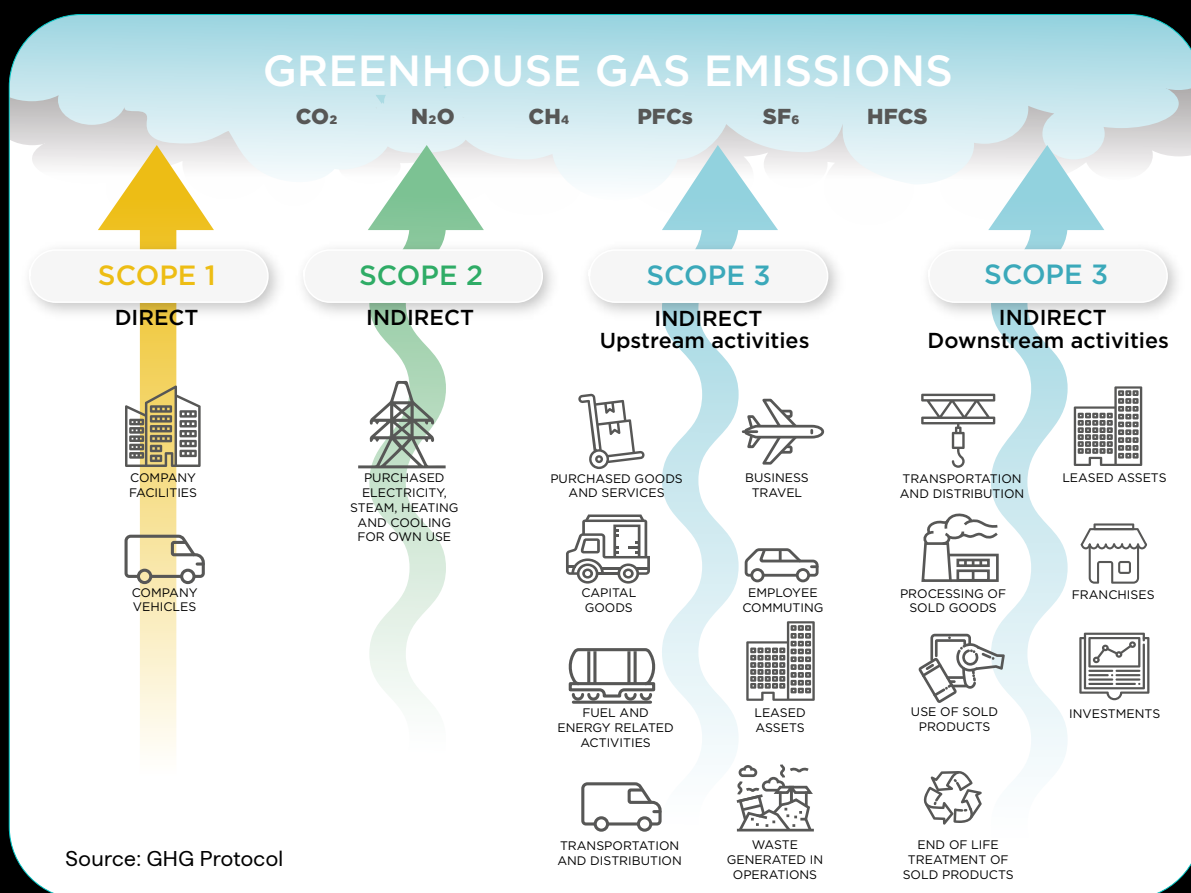 GREENHOUSE GAS EMISSIONS
CO₂ N₂O CH₄ PFCs SF₆ HFCS
SCOPE 1
DIRECT
COMPANY
FACILITIES
COMPANY
VEHICLES
SCOPE 2
INDIRECT
PURCHASED
ELECTRICITY,
STEAM, HEATING
AND COOLING
FOR OWN USE
SCOPE 3
INDIRECT
Upstream activities
PURCHASED GOODS
AND SERVICES
BUSINESS
TRAVEL
CAPITAL
GOODS
EMPLOYEE
COMMUTING
FUEL AND
ENERGY RELATED
ACTIVITIES
LEASED
ASSETS
TRANSPORTATION
AND DISTRIBUTION
WASTE
GENERATED IN
OPERATIONS
SCOPE 3
INDIRECT
Downstream activities
TRANSPORTATION
AND DISTRIBUTION
LEASED ASSETS
PROCESSING OF
SOLD GOODS
FRANCHISES
USE OF SOLD
PRODUCTS
INVESTMENTS
END OF LIFE
TREATMENT OF
SOLD PRODUCTS
Source: GHG Protocol